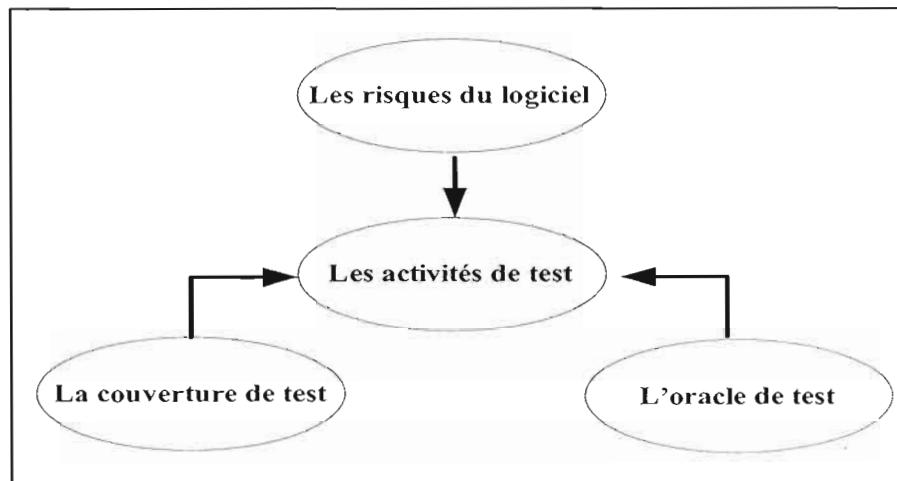 Les risques du logiciel
Les activités de test
La couverture de test
L'oracle de test